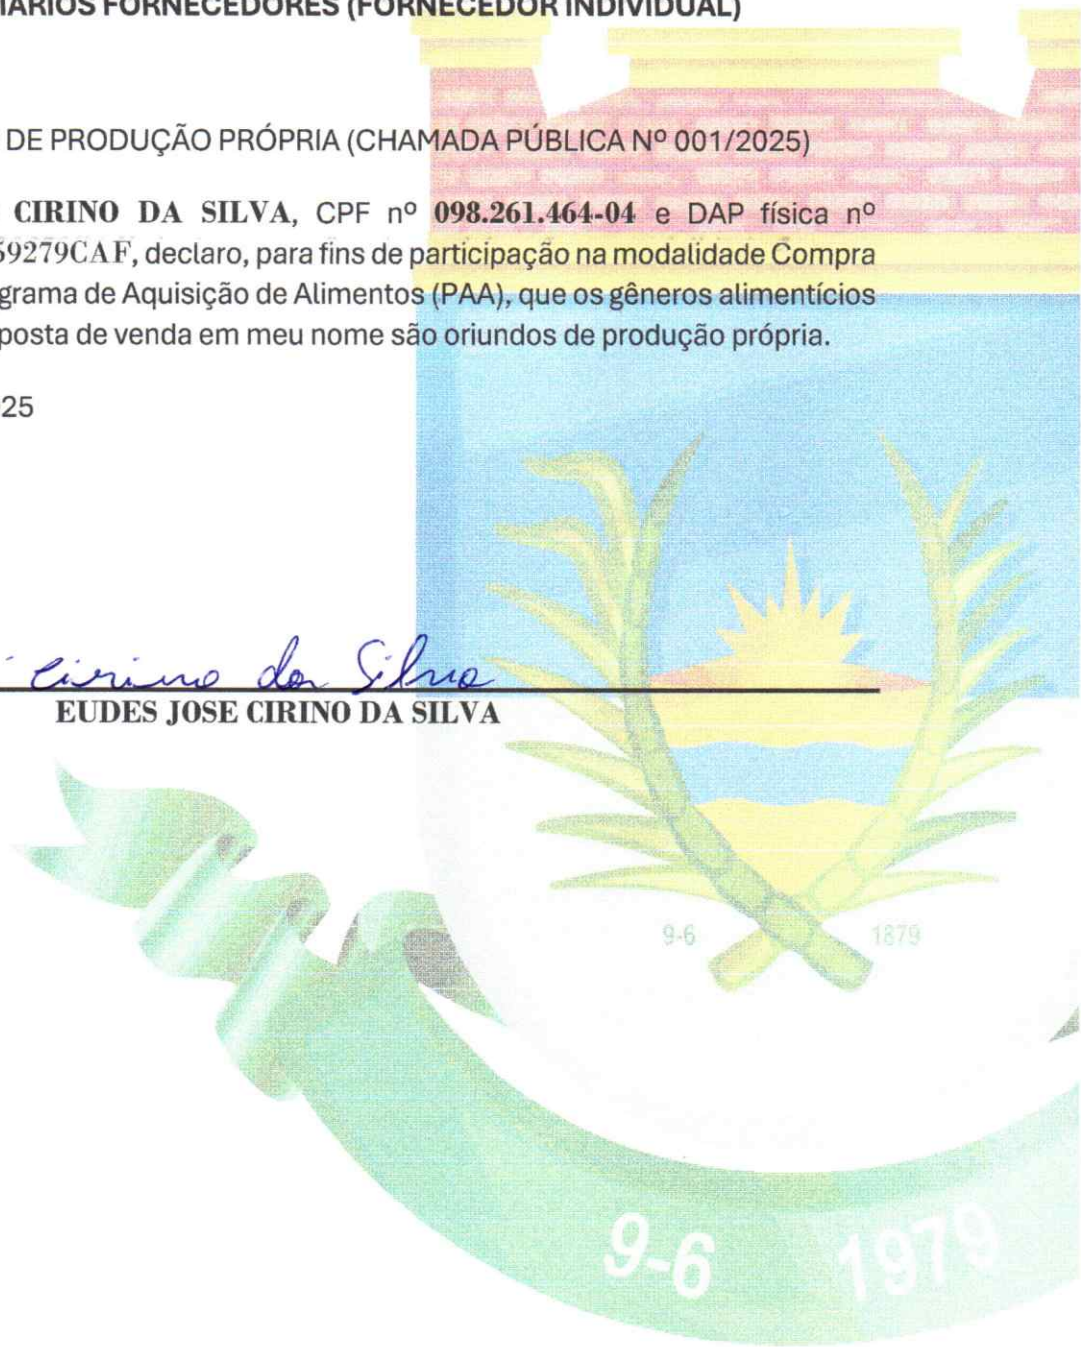 IÁRIOS FORNECEDORES (FORNECEDOR INDIVIDUAL)
DE PRODUÇÃO PRÓPRIA (CHAMADA PÚBLICA Nº 001/2025)
CIRINO DA SILVA, CPF nº 098.261.464-04 e DAP física nº
59279CAF, declaro, para fins de participação na modalidade Compra
grama de Aquisição de Alimentos (PAA), que os gêneros alimentícios
posta de venda em meu nome são oriundos de produção própria.
25
Cirino da Silva
EUDES JOSE CIRINO DA SILVA
9-6 1879
9-6 1979